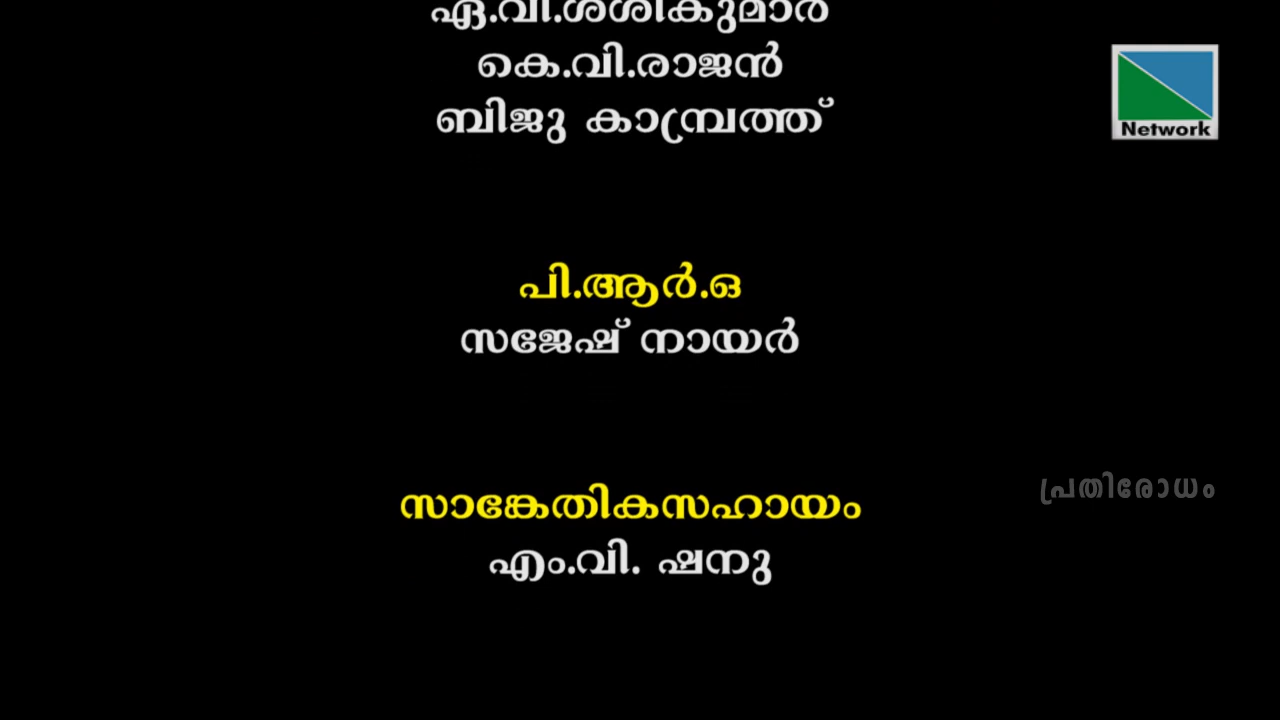 ഏ.വി.ശശികുമാർ
കെ.വി.രാജൻ
ബിജു കാമ്പ്രത്ത്
Network
പി.ആർ.ഒ
സജേഷ് നായർ
പ്രതിരോധം
സാങ്കേതികസഹായം
എം.വി. ഷനു